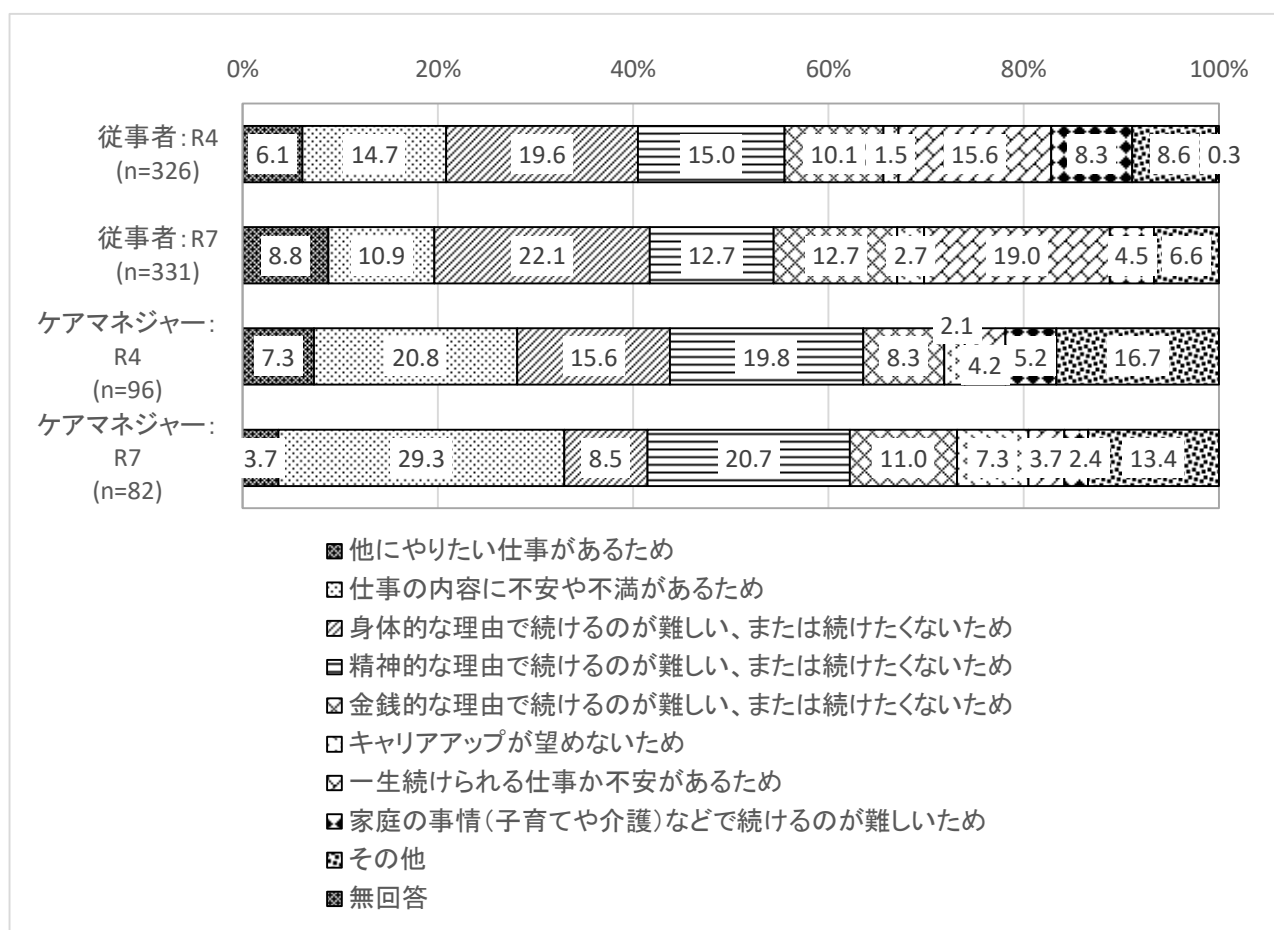 0% 20% 40% 60% 80% 100%
従事者：R4
(n=326)
6.1 14.7 19.6 15.0 10.1 1.5 15.6 8.3 8.6 0.3
従事者：R7
(n=331)
8.8 10.9 22.1 12.7 12.7 2.7 19.0 4.5 6.6
ケアマネジャー：
R4
(n=96)
7.3 20.8 15.6 19.8 8.3 2.1 4.2 5.2 16.7
ケアマネジャー：
R7
(n=82)
3.7 29.3 8.5 20.7 11.0 7.3 3.7 2.4 13.4
他にやりたい仕事があるため
仕事の内容に不安や不満があるため
身体的な理由で続けるのが難しい、または続けたくないため
精神的な理由で続けるのが難しい、または続けたくないため
金銭的な理由で続けるのが難しい、または続けたくないため
キャリアアップが望めないため
一生続けられる仕事か不安があるため
家庭の事情（子育てや介護）などで続けるのが難しいため
その他
無回答